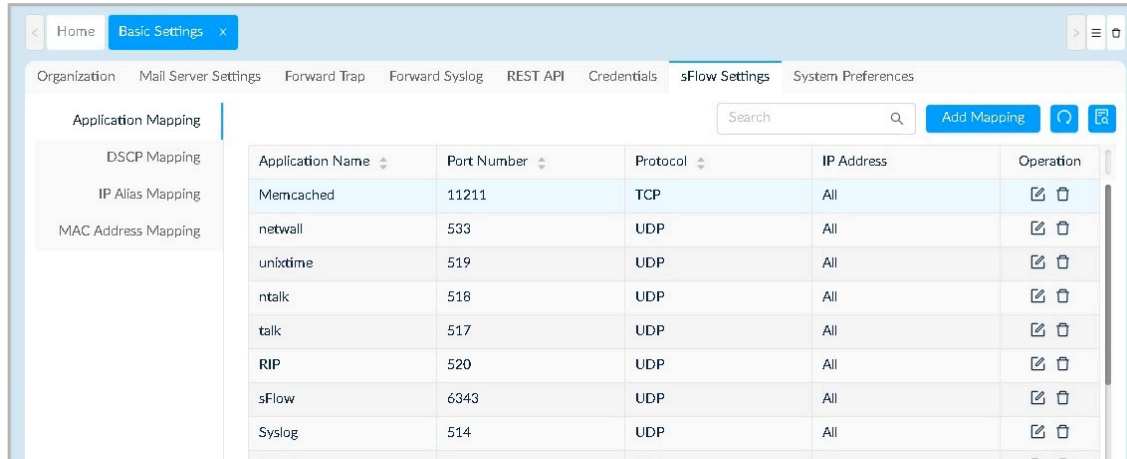 Home Basic Settings x
Organization Mail Server Settings Forward Trap Forward Syslog REST API Credentials sFlow Settings System Preferences
Application Mapping
DSCP Mapping
IP Alias Mapping
MAC Address Mapping
Search Add Mapping
Application Name Port Number Protocol IP Address Operation
Memcached 11211 TCP All
netwall 533 UDP All
unixtime 519 UDP All
ntalk 518 UDP All
talk 517 UDP All
RIP 520 UDP All
sFlow 6343 UDP All
Syslog 514 UDP All